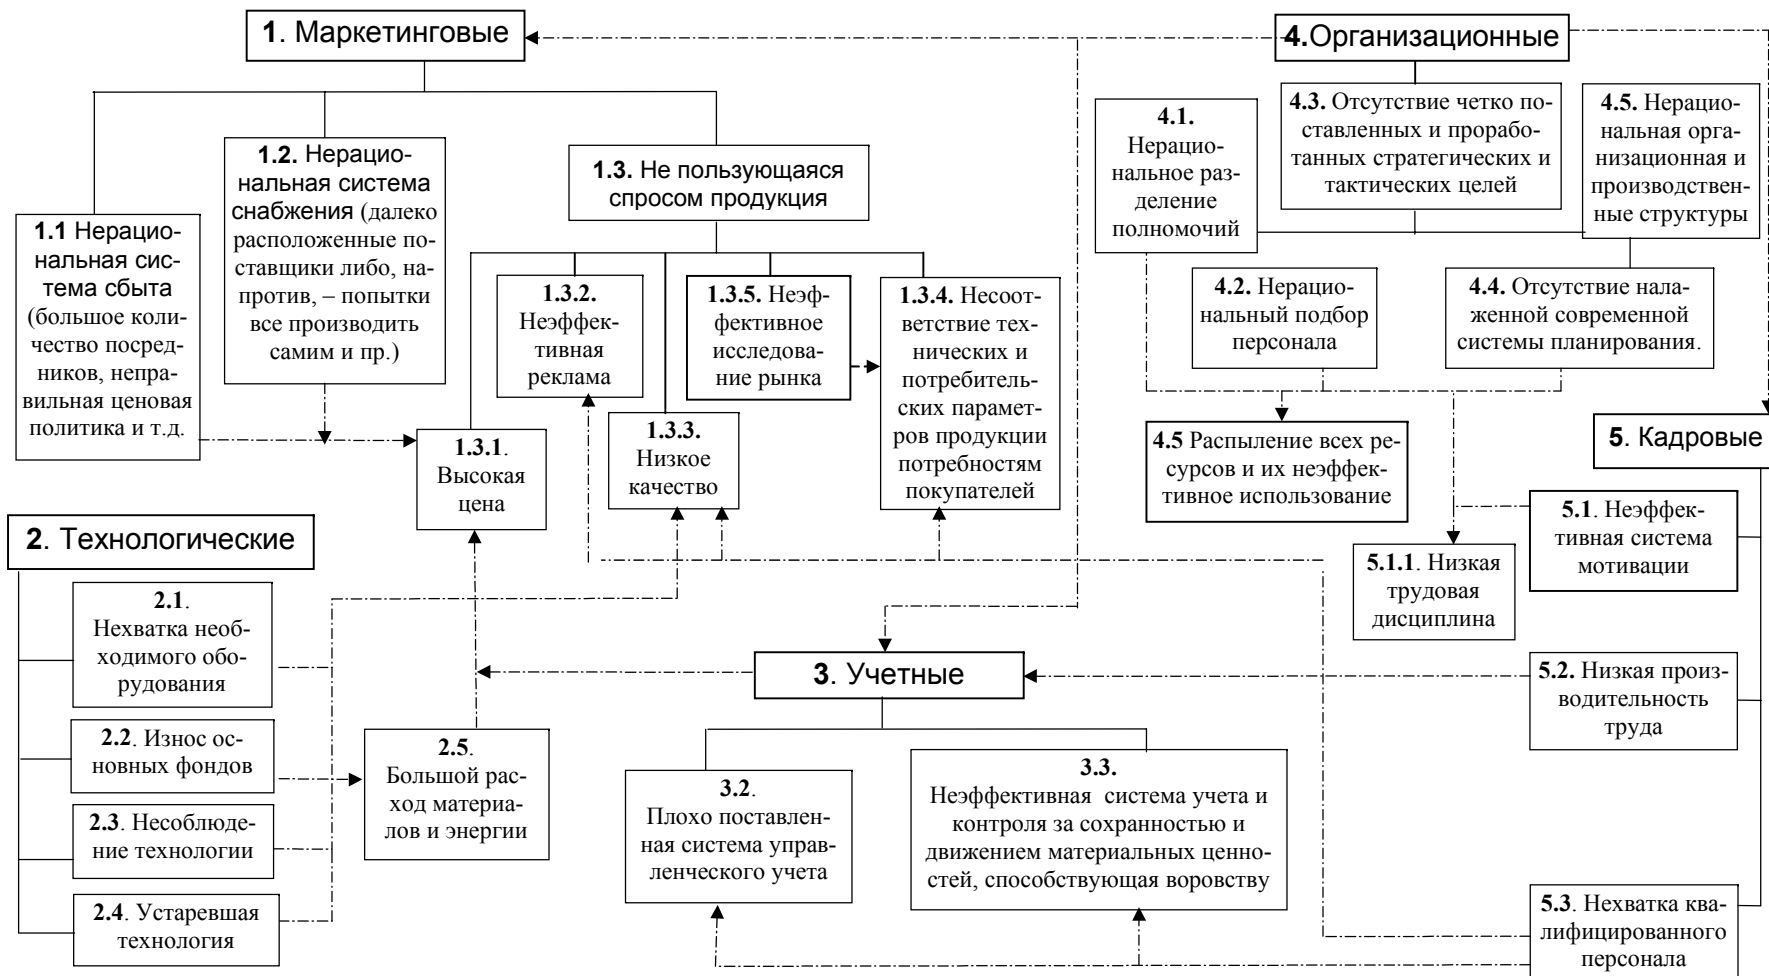 1. Маркетинговые
4.Организационные
4.1.
Нерацио-
нальное раз-
деление
полномочий
4.3. Отсутствие четко по-
ставленных и прорабо-
танных стратегических и
тактических целей
4.5. Нерацио-
нальная орга-
низационная и
производствен-
ные структуры
1.1 Нерацио-
нальная сис-
тема сбыта
(большое коли-
чество посред-
ников, непра-
вильная ценовая
политика и т.д.
1.2. Нерацио-
нальная система
снабжения (далеко
расположенные по-
ставщики либо, на-
против, – попытки
все производить
самим и пр.)
1.3. Не пользующаяся
спросом продукция
1.3.2.
Неэффек-
тивная
реклама
1.3.5. Неэф-
фективное
исследова-
ние рынка
1.3.4. Несоот-
ветствие тех-
нических и
потребитель-
ских парамет-
ров продукции
потребностям
покупателей
4.2. Нерацио-
нальный подбор
персонала
4.4. Отсутствие нала-
женной современной
системы планирования.
1.3.1.
Высокая
цена
1.3.3.
Низкое
качество
4.5 Распыление всех ре-
сурсов и их неэффек-
тивное использование
5. Кадровые
2. Технологические
5.1. Неэффек-
тивная система
мотивации
5.1.1. Низкая
трудовая
дисциплина
2.1.
Нехватка необ-
ходимого обо-
рудования
3. Учетные
5.2. Низкая произ-
водительность
труда
2.2. Износ ос-
новных фондов
2.5.
Большой рас-
ход материа-
лов и энергии
3.2.
Плохо поставлен-
ная система управ-
ленческого учета
3.3.
Неэффективная система учета и
контроля за сохранностью и
движением материальных ценно-
стей, способствующая воровству
2.3. Несоблюде-
ние технологии
2.4. Устаревшая
технология
5.3. Нехватка ква-
лифицированного
персонала